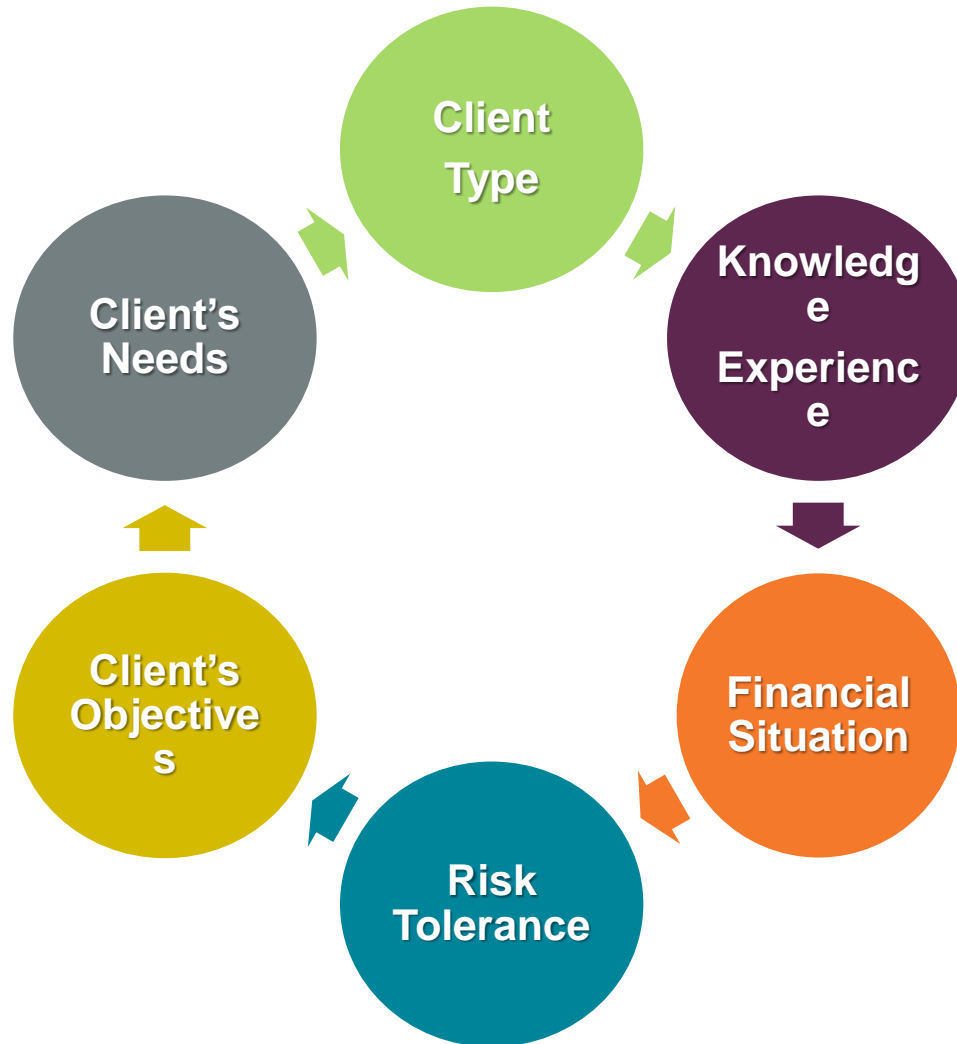 Client
Type
Knowledg
e
Experienc
e
Financial
Situation
Risk
Tolerance
Client’s
Objective
s
Client’s
Needs